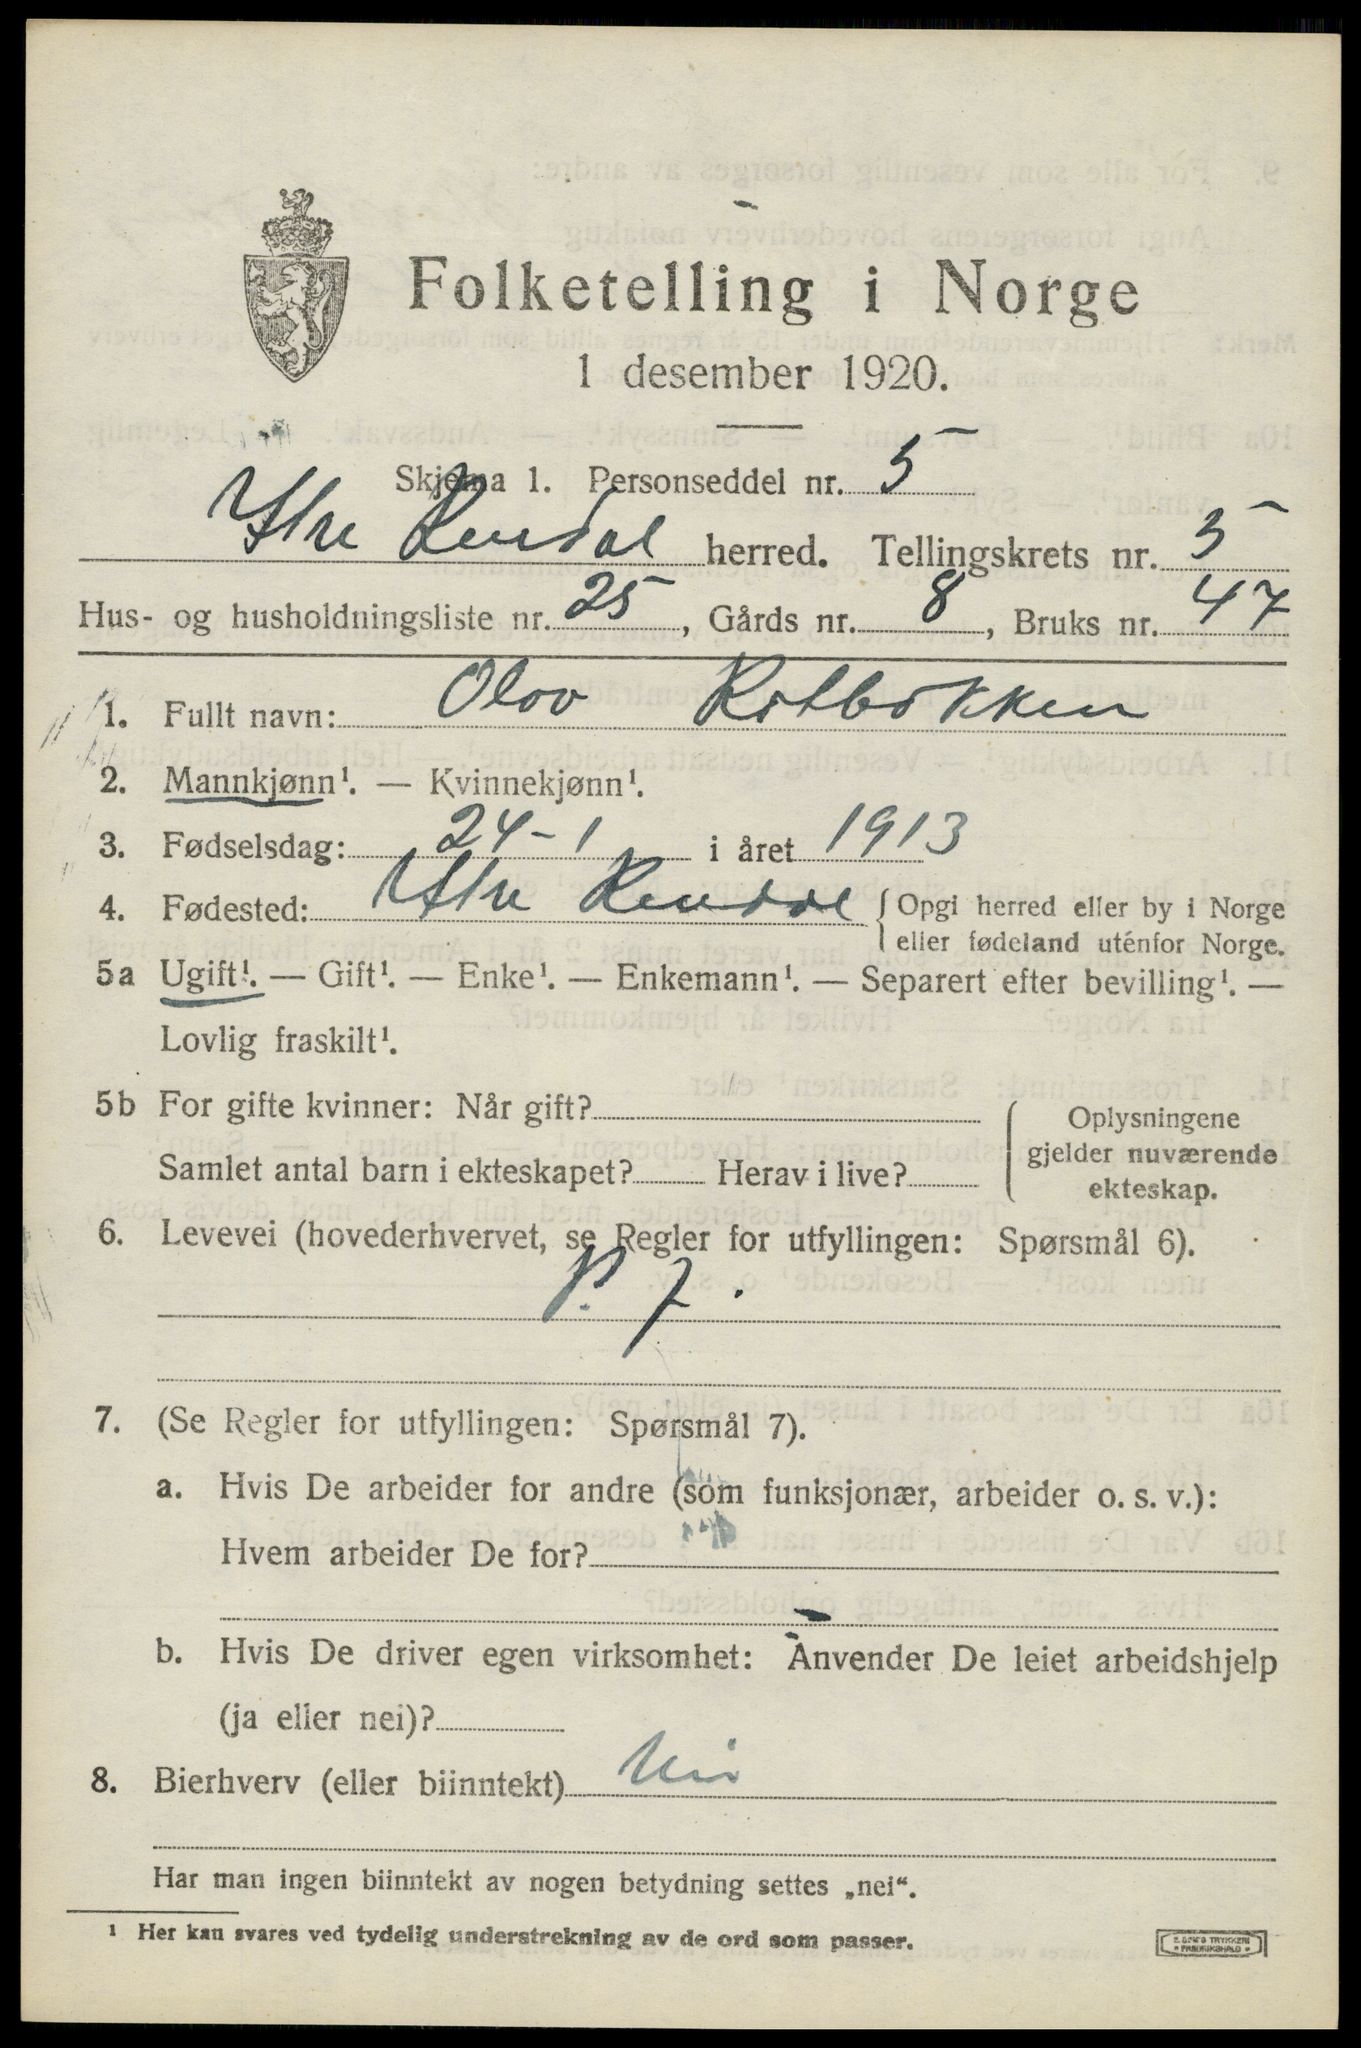 Folketelling i Norge
1 desember 1920.
Skjema 1. Personseddel nr. 5
Ytre Rendal herred. Tellingskrets nr. 5
Hus- og husholdningsliste nr. 25, Gårds nr. 8, Bruks nr. 47
1. Fullt navn: Olov Rotbakken
2. Mannkjønn¹. — Kvinnekjønn¹.
3. Fødselsdag: 24-1 i året 1913
4. Fødested: Ytre Rendal { Opgi herred eller by i Norge
eller fødeland uténfor Norge.
5a Ugift¹. — Gift¹. — Enke¹. — Enkemann¹. — Separert efter bevilling¹. —
Lovlig fraskilt¹.
5b For gifte kvinner: Når gift? { Oplysningene
Samlet antal barn i ekteskapet? Herav i live? gjelder nuværende
ekteskap.
6. Levevei (hovederhvervet, se Regler for utfyllingen: Spørsmål 6).
7. (Se Regler for utfyllingen: Spørsmål 7).
a. Hvis De arbeider for andre (som funksjonær, arbeider o. s. v.):
Hvem arbeider De for?
b. Hvis De driver egen virksomhet: Anvender De leiet arbeidshjelp
(ja eller nei)?
8. Bierhverv (eller biinntekt) Nei
Har man ingen biinntekt av nogen betydning settes „nei“.
¹ Her kan svares ved tydelig understrekning av de ord som passer.